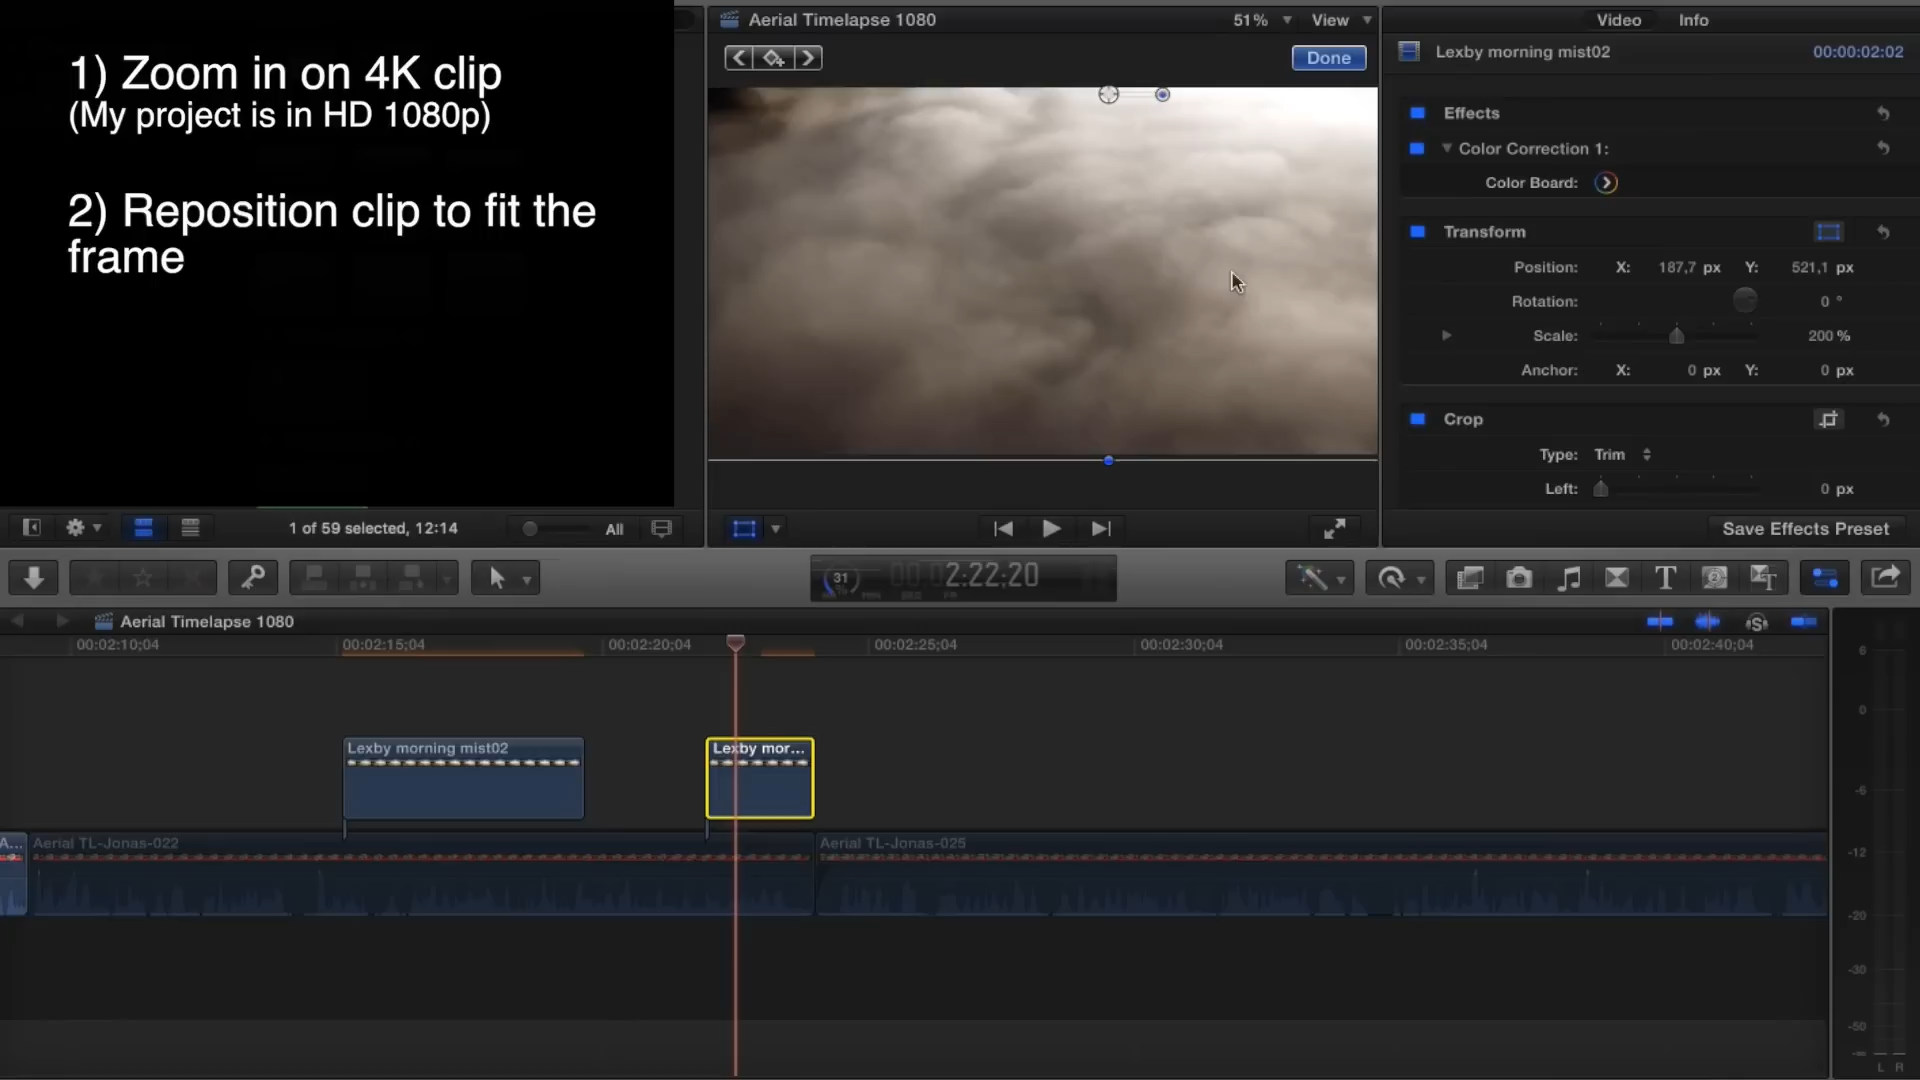 1) Zoom in on 4K clip
(My project is in HD 1080p)
2) Reposition clip to fit the
frame
1 of 59 selected, 12:14
All
Aerial Timelapse 1080
51%
View
Done
Video
Info
Lexby morning mist02
00:00:02:02
Effects
Color Correction 1:
Color Board:
Transform
Position: X: 187,7 px Y: 521,1 px
Rotation: 0 °
Scale: 200 %
Anchor: X: 0 px Y: 0 px
Crop
Type: Trim
Left: 0 px
Save Effects Preset
31
2:22;20
Aerial Timelapse 1080
00:02:10;04
00:02:15;04
00:02:20;04
00:02:25;04
00:02:30;04
00:02:35;04
00:02:40;04
Lexby morning mist02
Lexby mor...
A...
Aerial TL-Jonas-022
Aerial TL-Jonas-025
6
0
-6
-12
-20
-30
-50
-∞
L R